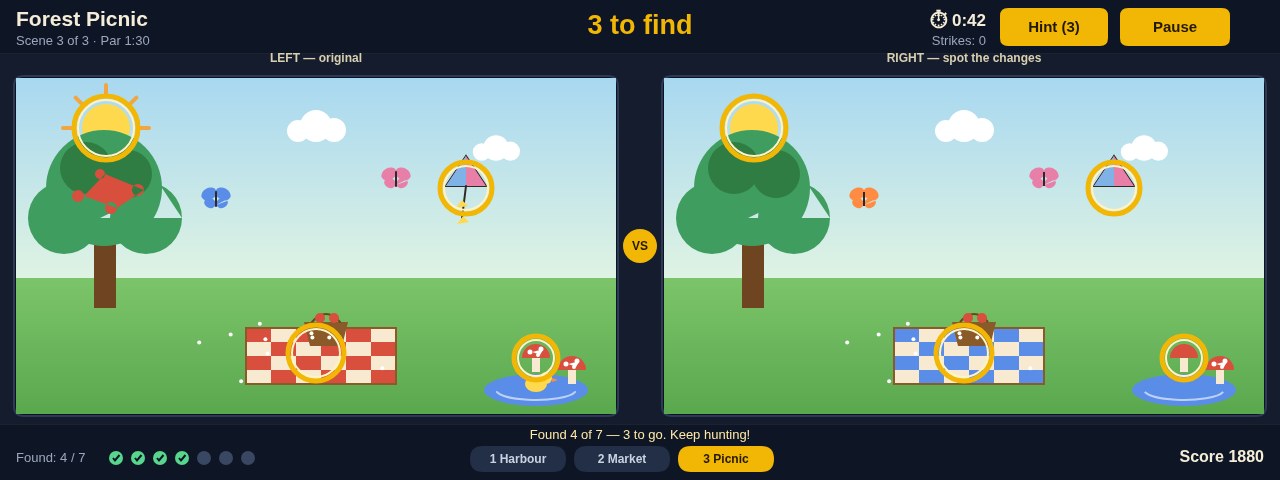 Forest Picnic
Scene 3 of 3 · Par 1:30
3 to find
⏱ 0:42
Strikes: 0
Hint (3)
Pause
LEFT — original
RIGHT — spot the changes
VS
Found 4 of 7 — 3 to go. Keep hunting!
Found: 4 / 7
1 Harbour
2 Market
3 Picnic
Score 1880